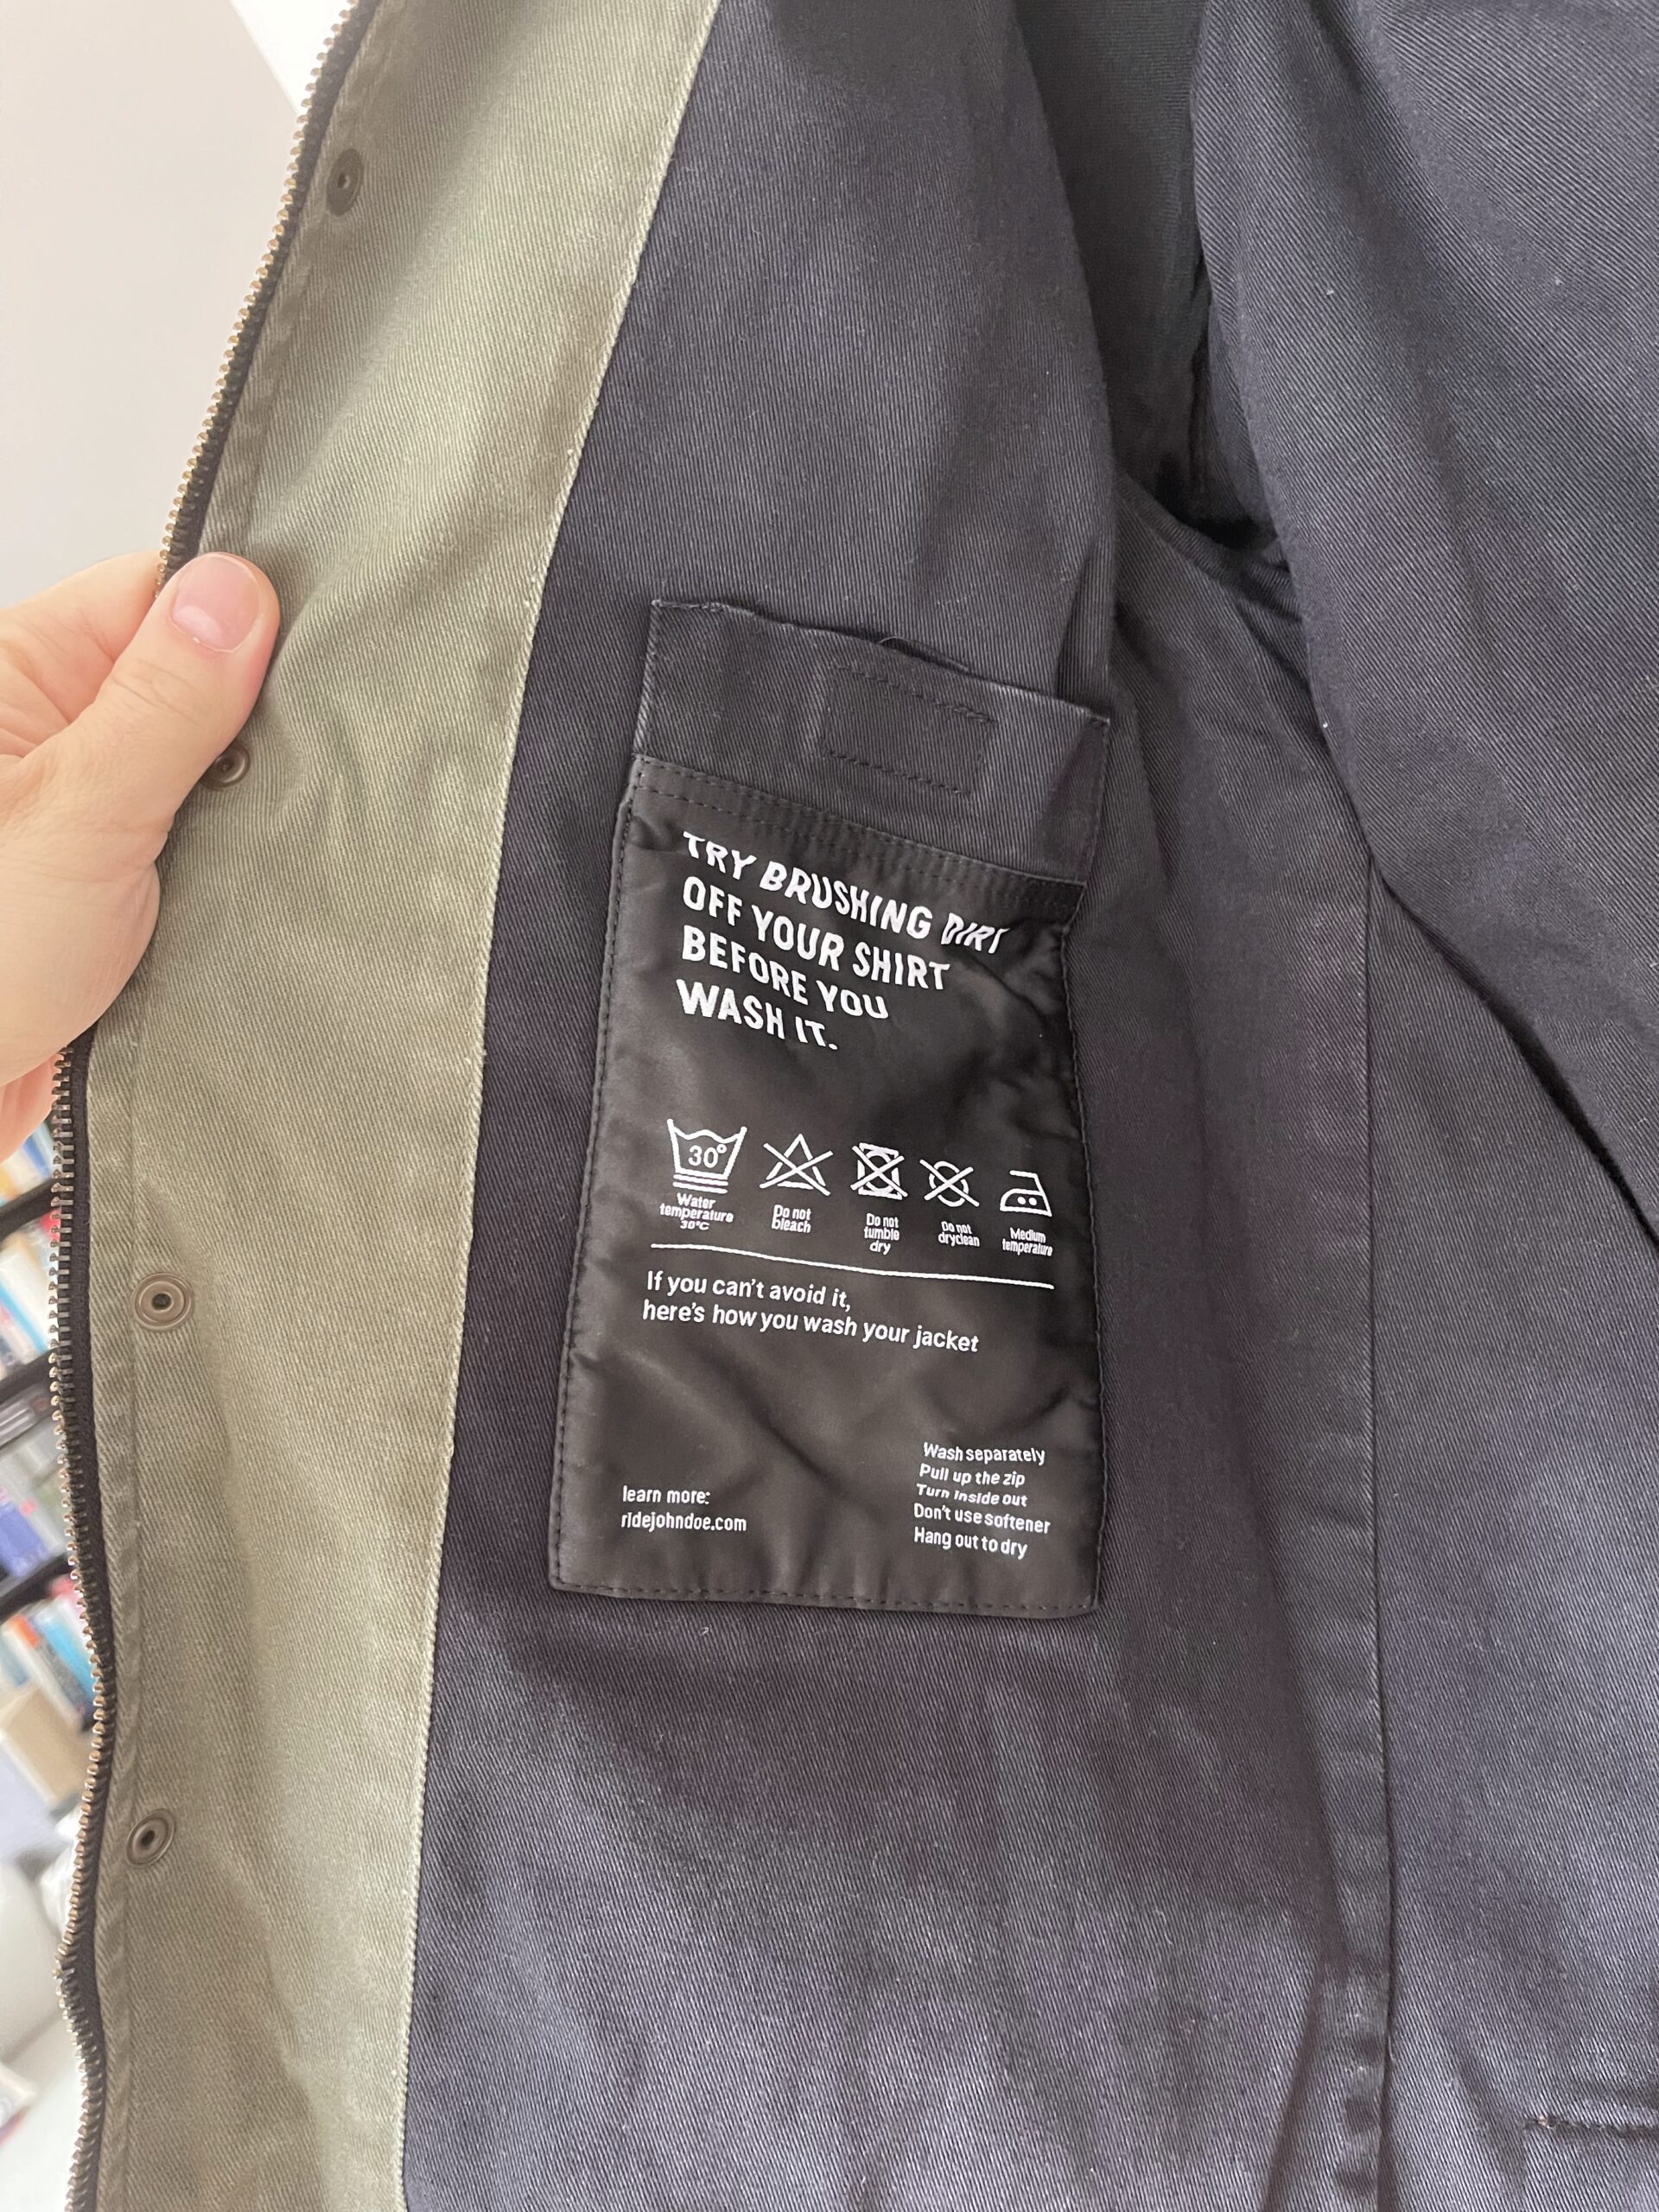 TRY BRUSHING DIRT
OFF YOUR SHIRT
BEFORE YOU
WASH IT.
30°
Water
temperature
30°C
Do not
bleach
Do not
tumble
dry
Do not
dryclean
Medium
temperature
If you can't avoid it,
here's how you wash your jacket
learn more:
ridejohndoe.com
Wash separately
Pull up the zip
Turn inside out
Don't use softener
Hang out to dry